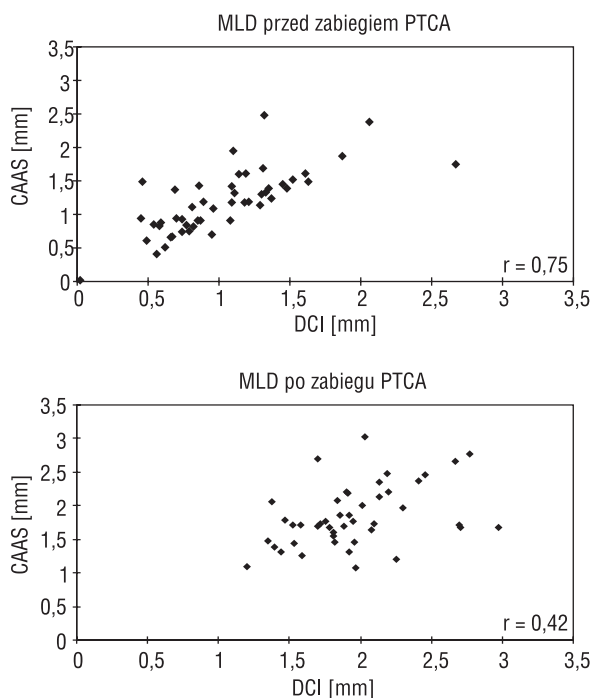 MLD przed zabiegiem PTCA
CAAS [mm]
3,5
3
2,5
2
1,5
1
0,5
0
0,5 1 1,5 2 2,5 3 3,5
r = 0,75
DCI [mm]
MLD po zabiegu PTCA
CAAS [mm]
3,5
3
2,5
2
1,5
1
0,5
0
0 0,5 1 1,5 2 2,5 3 3,5
r = 0,42
DCI [mm]